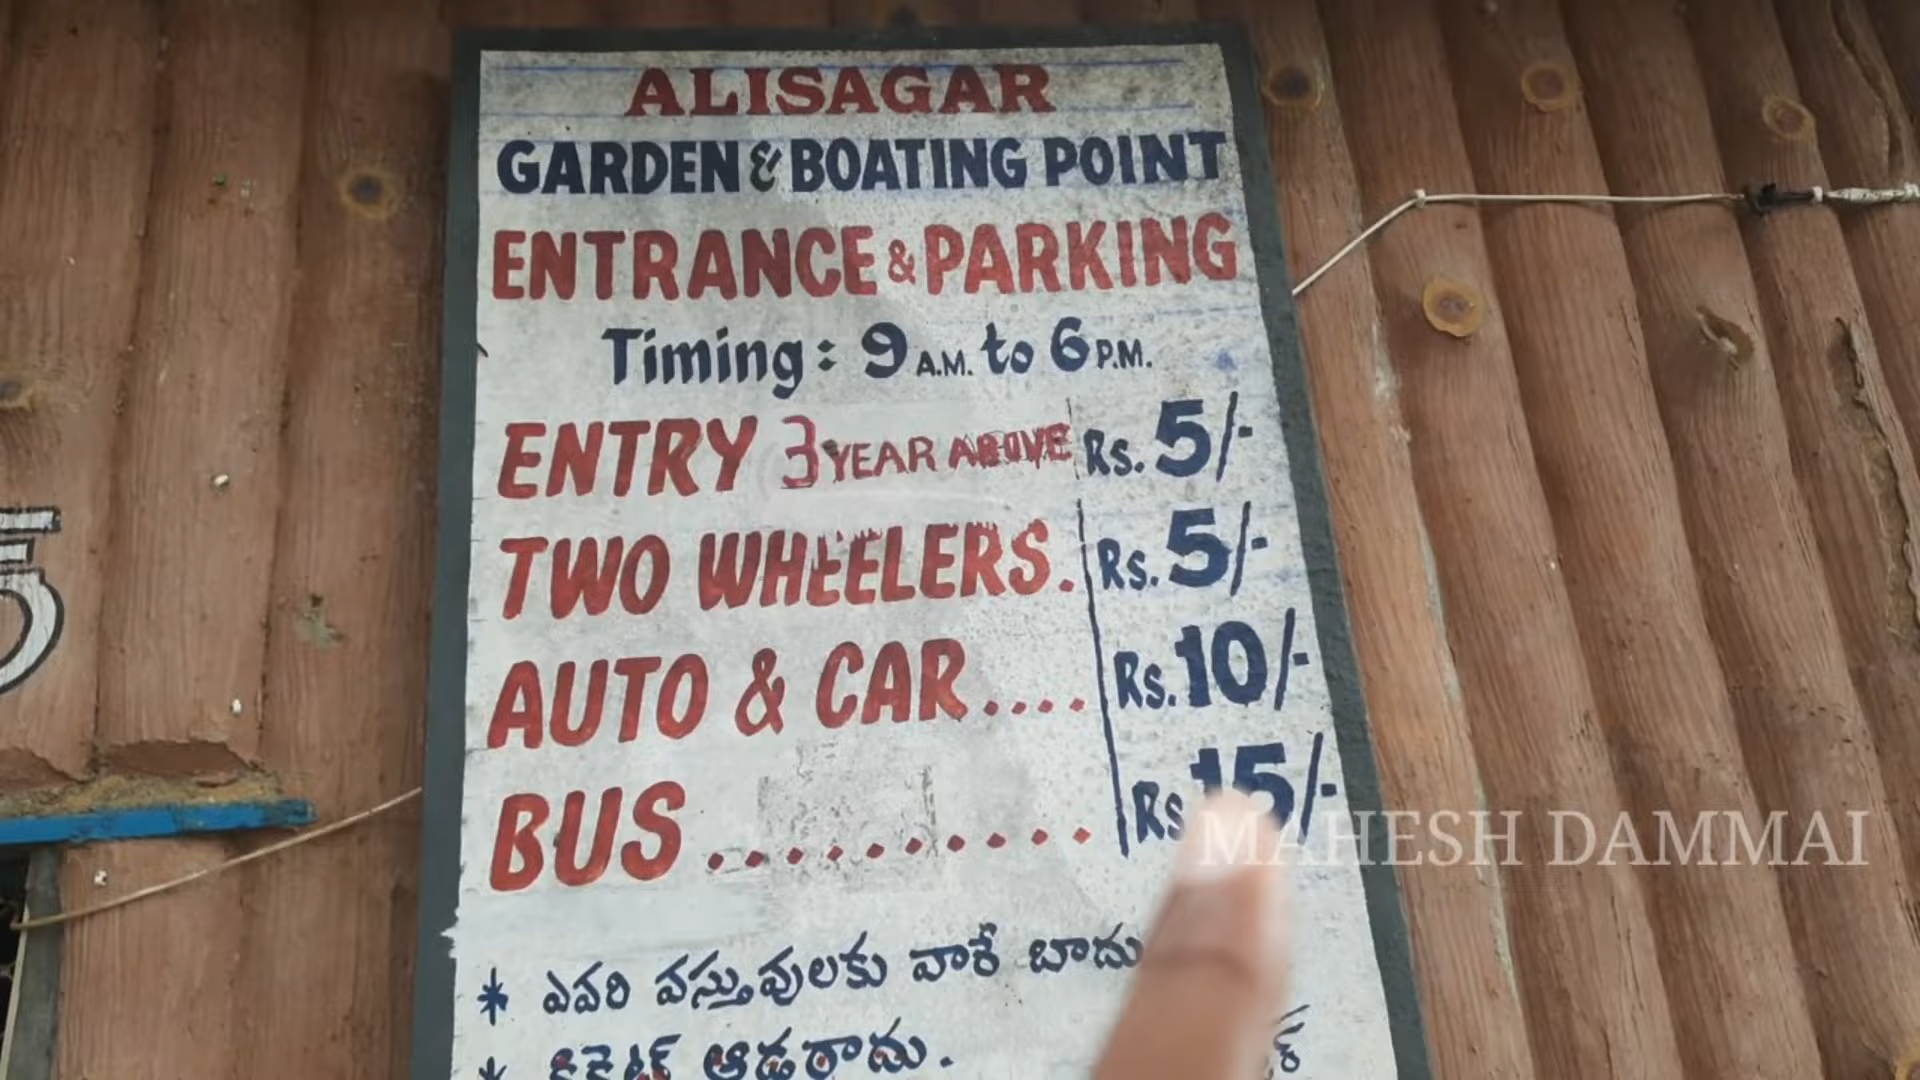 ALISAGAR
GARDEN & BOATING POINT
ENTRANCE & PARKING
Timing : 9 A.M. to 6 P.M.
ENTRY 3 YEAR ABOVE Rs. 5/-
TWO WHEELERS. Rs. 5/-
AUTO & CAR.... Rs. 10/-
BUS .......... Rs. 15/-
MAHESH DAMMAI
* ఎవరి వస్తువులకు వారే
* ఆడరాదు.